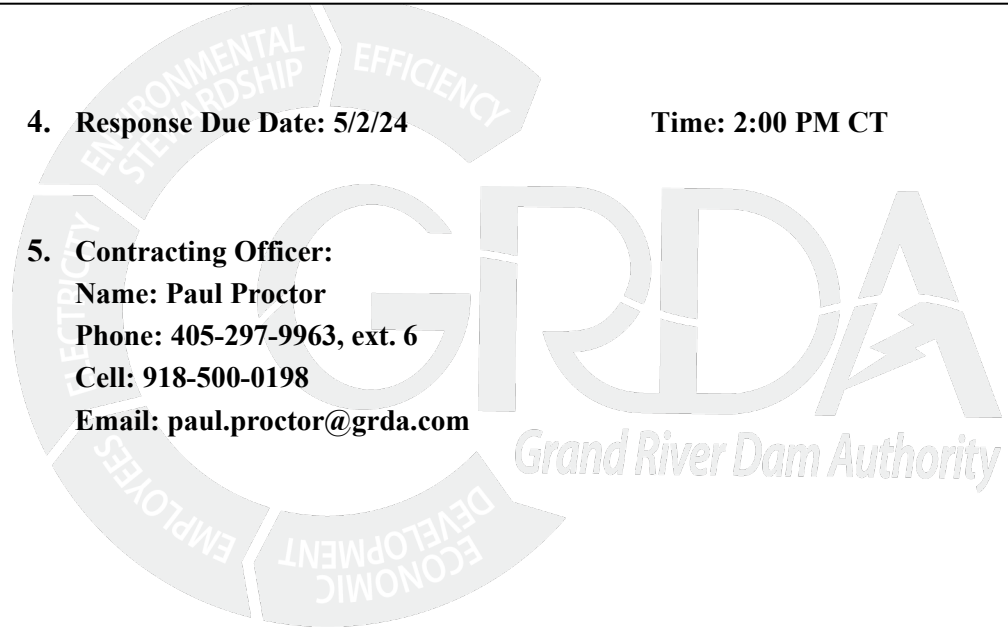 ENVIRONMENTAL
STEWARDSHIP
EFFICIENCY
4. Response Due Date: 5/2/24 Time: 2:00 PM CT
ELECTRICITY
GRDA
5. Contracting Officer:
Name: Paul Proctor
Phone: 405-297-9963, ext. 6
Cell: 918-500-0198
Email: paul.proctor@grda.com
Grand River Dam Authority
EMPLOYEES
ECONOMIC
DEVELOPMENT